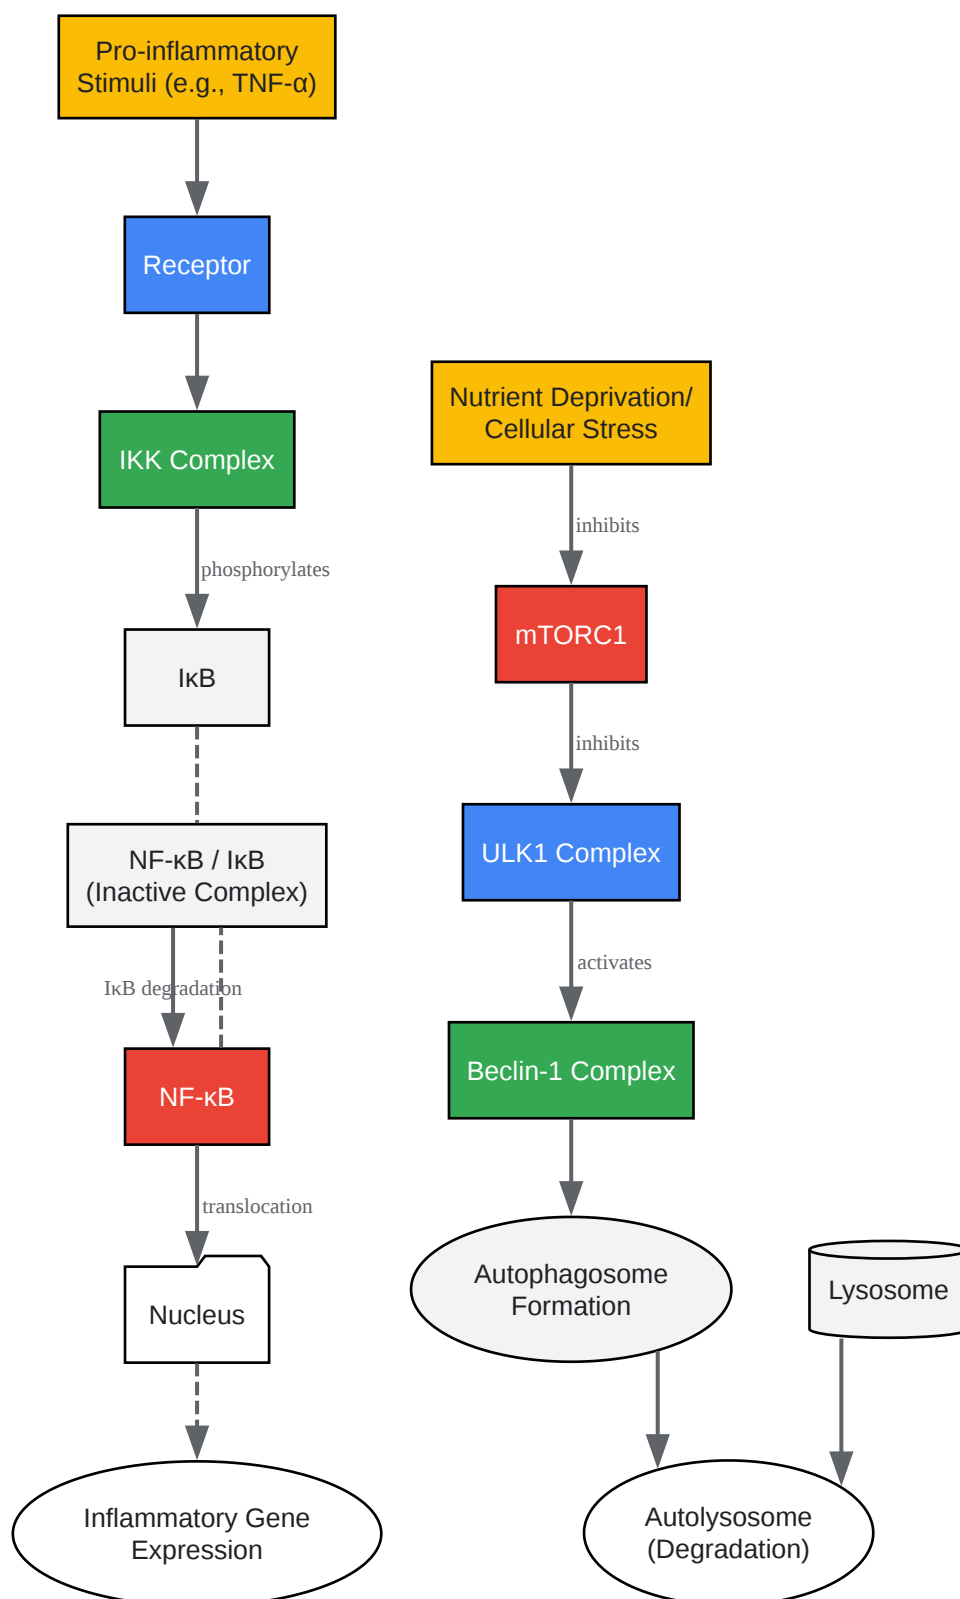 Pro-inflammatory
Stimuli (e.g., TNF-α)
Receptor
IKK Complex
phosphorylates
IκB
NF-κB / IκB
(Inactive Complex)
IκB degradation
NF-κB
translocation
Nucleus
Inflammatory Gene
Expression
Nutrient Deprivation/
Cellular Stress
inhibits
mTORC1
inhibits
ULK1 Complex
activates
Beclin-1 Complex
Autophagosome
Formation
Lysosome
Autolysosome
(Degradation)